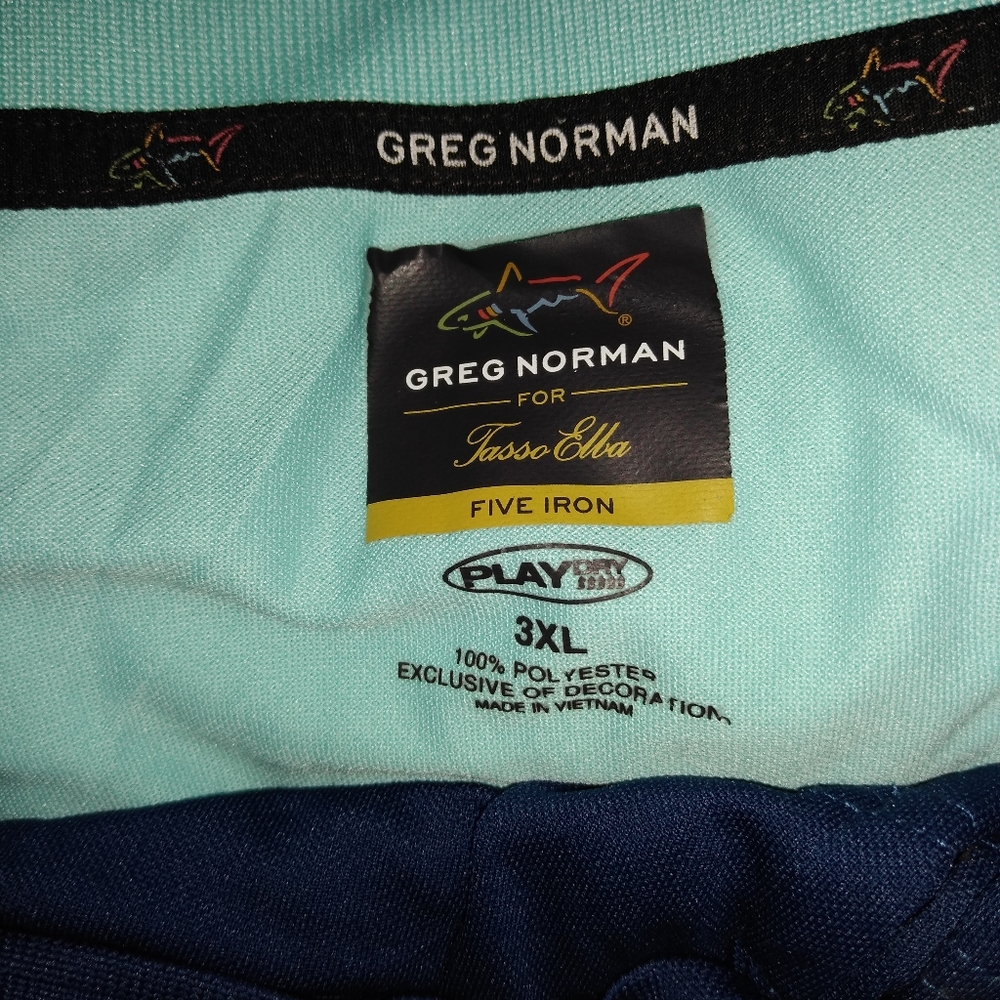 GREG NORMAN
®
GREG NORMAN
FOR
Tasso Elba
FIVE IRON
PLAYDRY
3XL
100% POLYESTER
EXCLUSIVE OF DECORATION
MADE IN VIETNAM